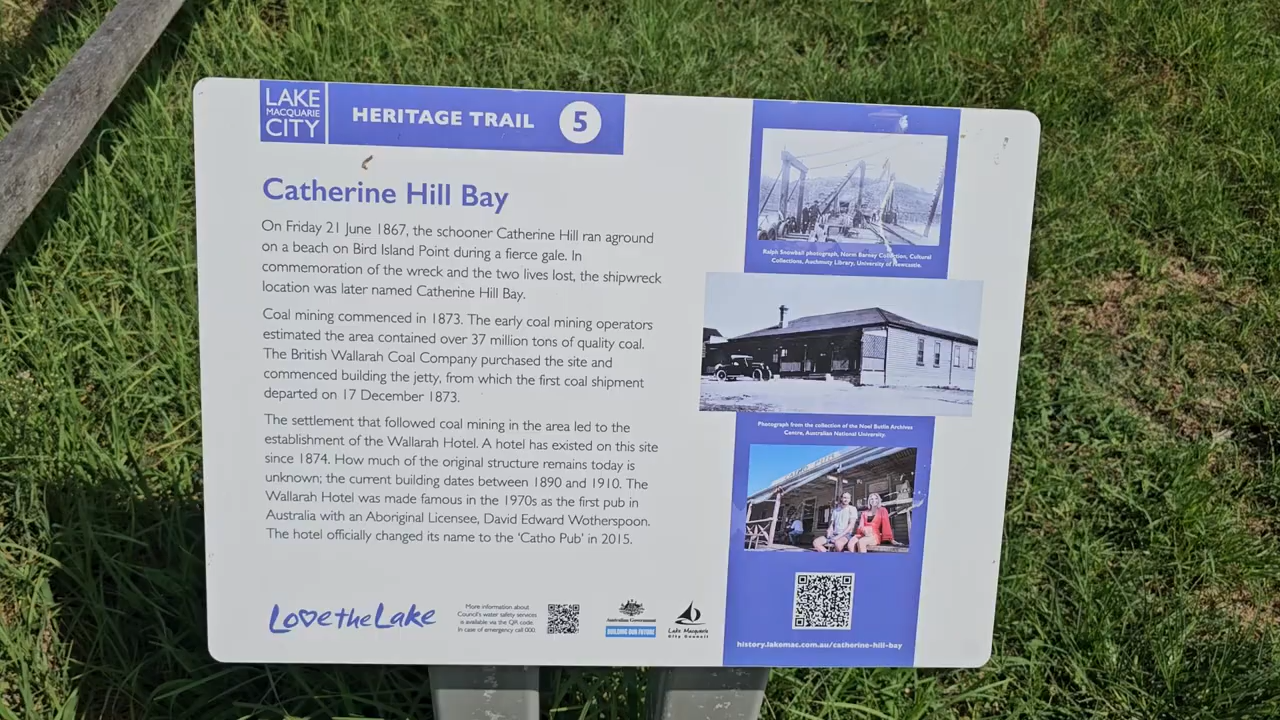 LAKE
MACQUARIE
CITY
HERITAGE TRAIL 5
Catherine Hill Bay
On Friday 21 June 1867, the schooner Catherine Hill ran aground
on a beach on Bird Island Point during a fierce gale. In
commemoration of the wreck and the two lives lost, the shipwreck
location was later named Catherine Hill Bay.
Coal mining commenced in 1873. The early coal mining operators
estimated the area contained over 37 million tons of quality coal.
The British Wallarah Coal Company purchased the site and
commenced building the jetty, from which the first coal shipment
departed on 17 December 1873.
The settlement that followed coal mining in the area led to the
establishment of the Wallarah Hotel. A hotel has existed on this site
since 1874. How much of the original structure remains today is
unknown; the current building dates between 1890 and 1910. The
Wallarah Hotel was made famous in the 1970s as the first pub in
Australia with an Aboriginal Licensee, David Edward Wotherspoon.
The hotel officially changed its name to the 'Catho Pub' in 2015.
Love the Lake
More information about
Council's water safety services
is available via the QR code.
In case of emergency call 000.
Australian Government
BUILDING OUR FUTURE
Lake Macquarie
City Council
Ralph Snowball photograph, Norm Barney Collection, Cultural
Collections, Auchmuty Library, University of Newcastle.
Photograph from the collection of the Noel Butlin Archives
Centre, Australian National University.
CATHO PUB
history.lakemac.com.au/catherine-hill-bay